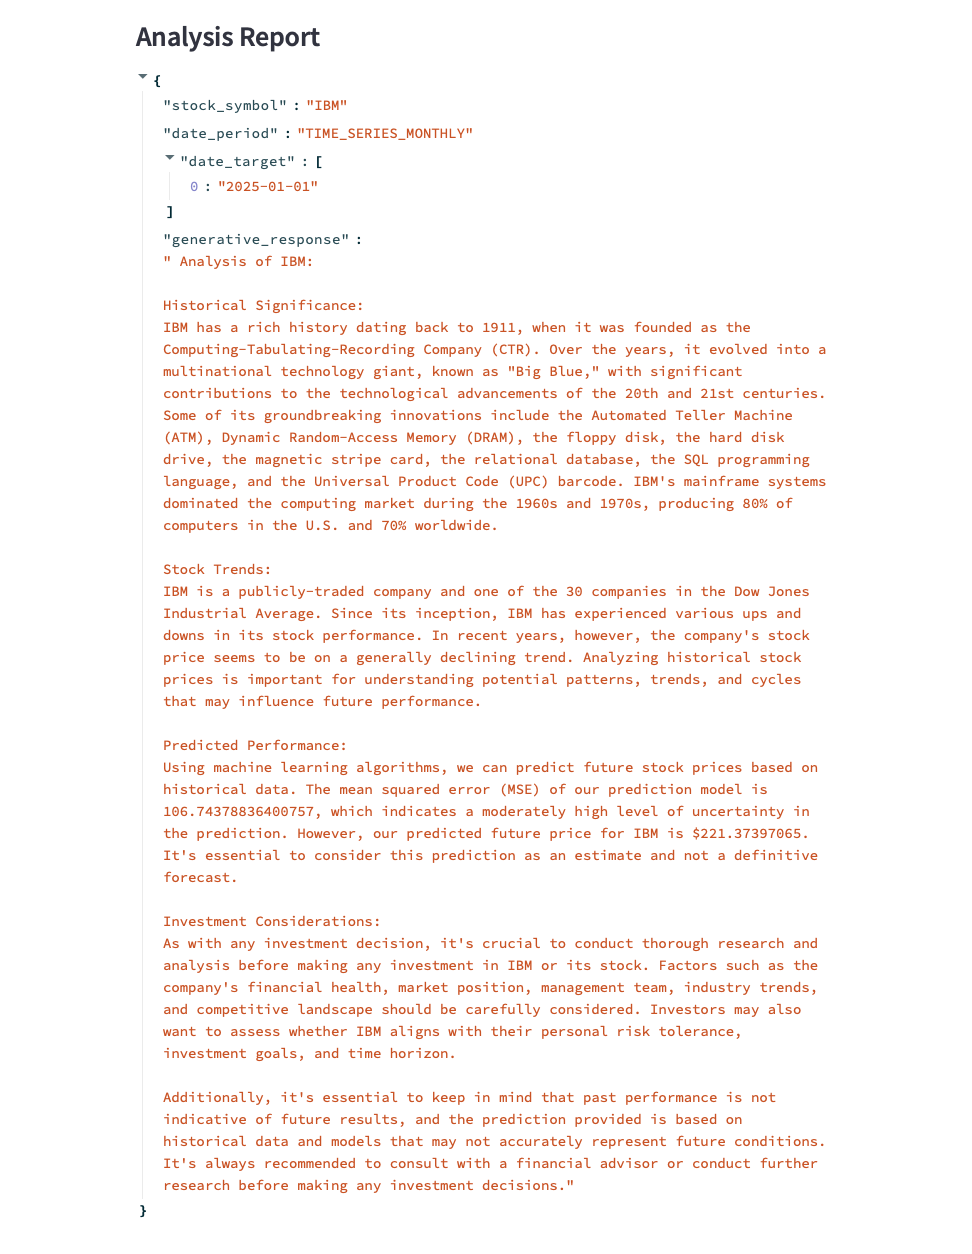 Analysis Report
{
"stock_symbol" : "IBM"
"date_period" : "TIME_SERIES_MONTHLY"
"date_target" : [
0 : "2025-01-01"
]
"generative_response" :
" Analysis of IBM:
Historical Significance:
IBM has a rich history dating back to 1911, when it was founded as the
Computing-Tabulating-Recording Company (CTR). Over the years, it evolved into a
multinational technology giant, known as "Big Blue," with significant
contributions to the technological advancements of the 20th and 21st centuries.
Some of its groundbreaking innovations include the Automated Teller Machine
(ATM), Dynamic Random-Access Memory (DRAM), the floppy disk, the hard disk
drive, the magnetic stripe card, the relational database, the SQL programming
language, and the Universal Product Code (UPC) barcode. IBM's mainframe systems
dominated the computing market during the 1960s and 1970s, producing 80% of
computers in the U.S. and 70% worldwide.
Stock Trends:
IBM is a publicly-traded company and one of the 30 companies in the Dow Jones
Industrial Average. Since its inception, IBM has experienced various ups and
downs in its stock performance. In recent years, however, the company's stock
price seems to be on a generally declining trend. Analyzing historical stock
prices is important for understanding potential patterns, trends, and cycles
that may influence future performance.
Predicted Performance:
Using machine learning algorithms, we can predict future stock prices based on
historical data. The mean squared error (MSE) of our prediction model is
106.74378836400757, which indicates a moderately high level of uncertainty in
the prediction. However, our predicted future price for IBM is $221.37397065.
It's essential to consider this prediction as an estimate and not a definitive
forecast.
Investment Considerations:
As with any investment decision, it's crucial to conduct thorough research and
analysis before making any investment in IBM or its stock. Factors such as the
company's financial health, market position, management team, industry trends,
and competitive landscape should be carefully considered. Investors may also
want to assess whether IBM aligns with their personal risk tolerance,
investment goals, and time horizon.
Additionally, it's essential to keep in mind that past performance is not
indicative of future results, and the prediction provided is based on
historical data and models that may not accurately represent future conditions.
It's always recommended to consult with a financial advisor or conduct further
research before making any investment decisions."
}